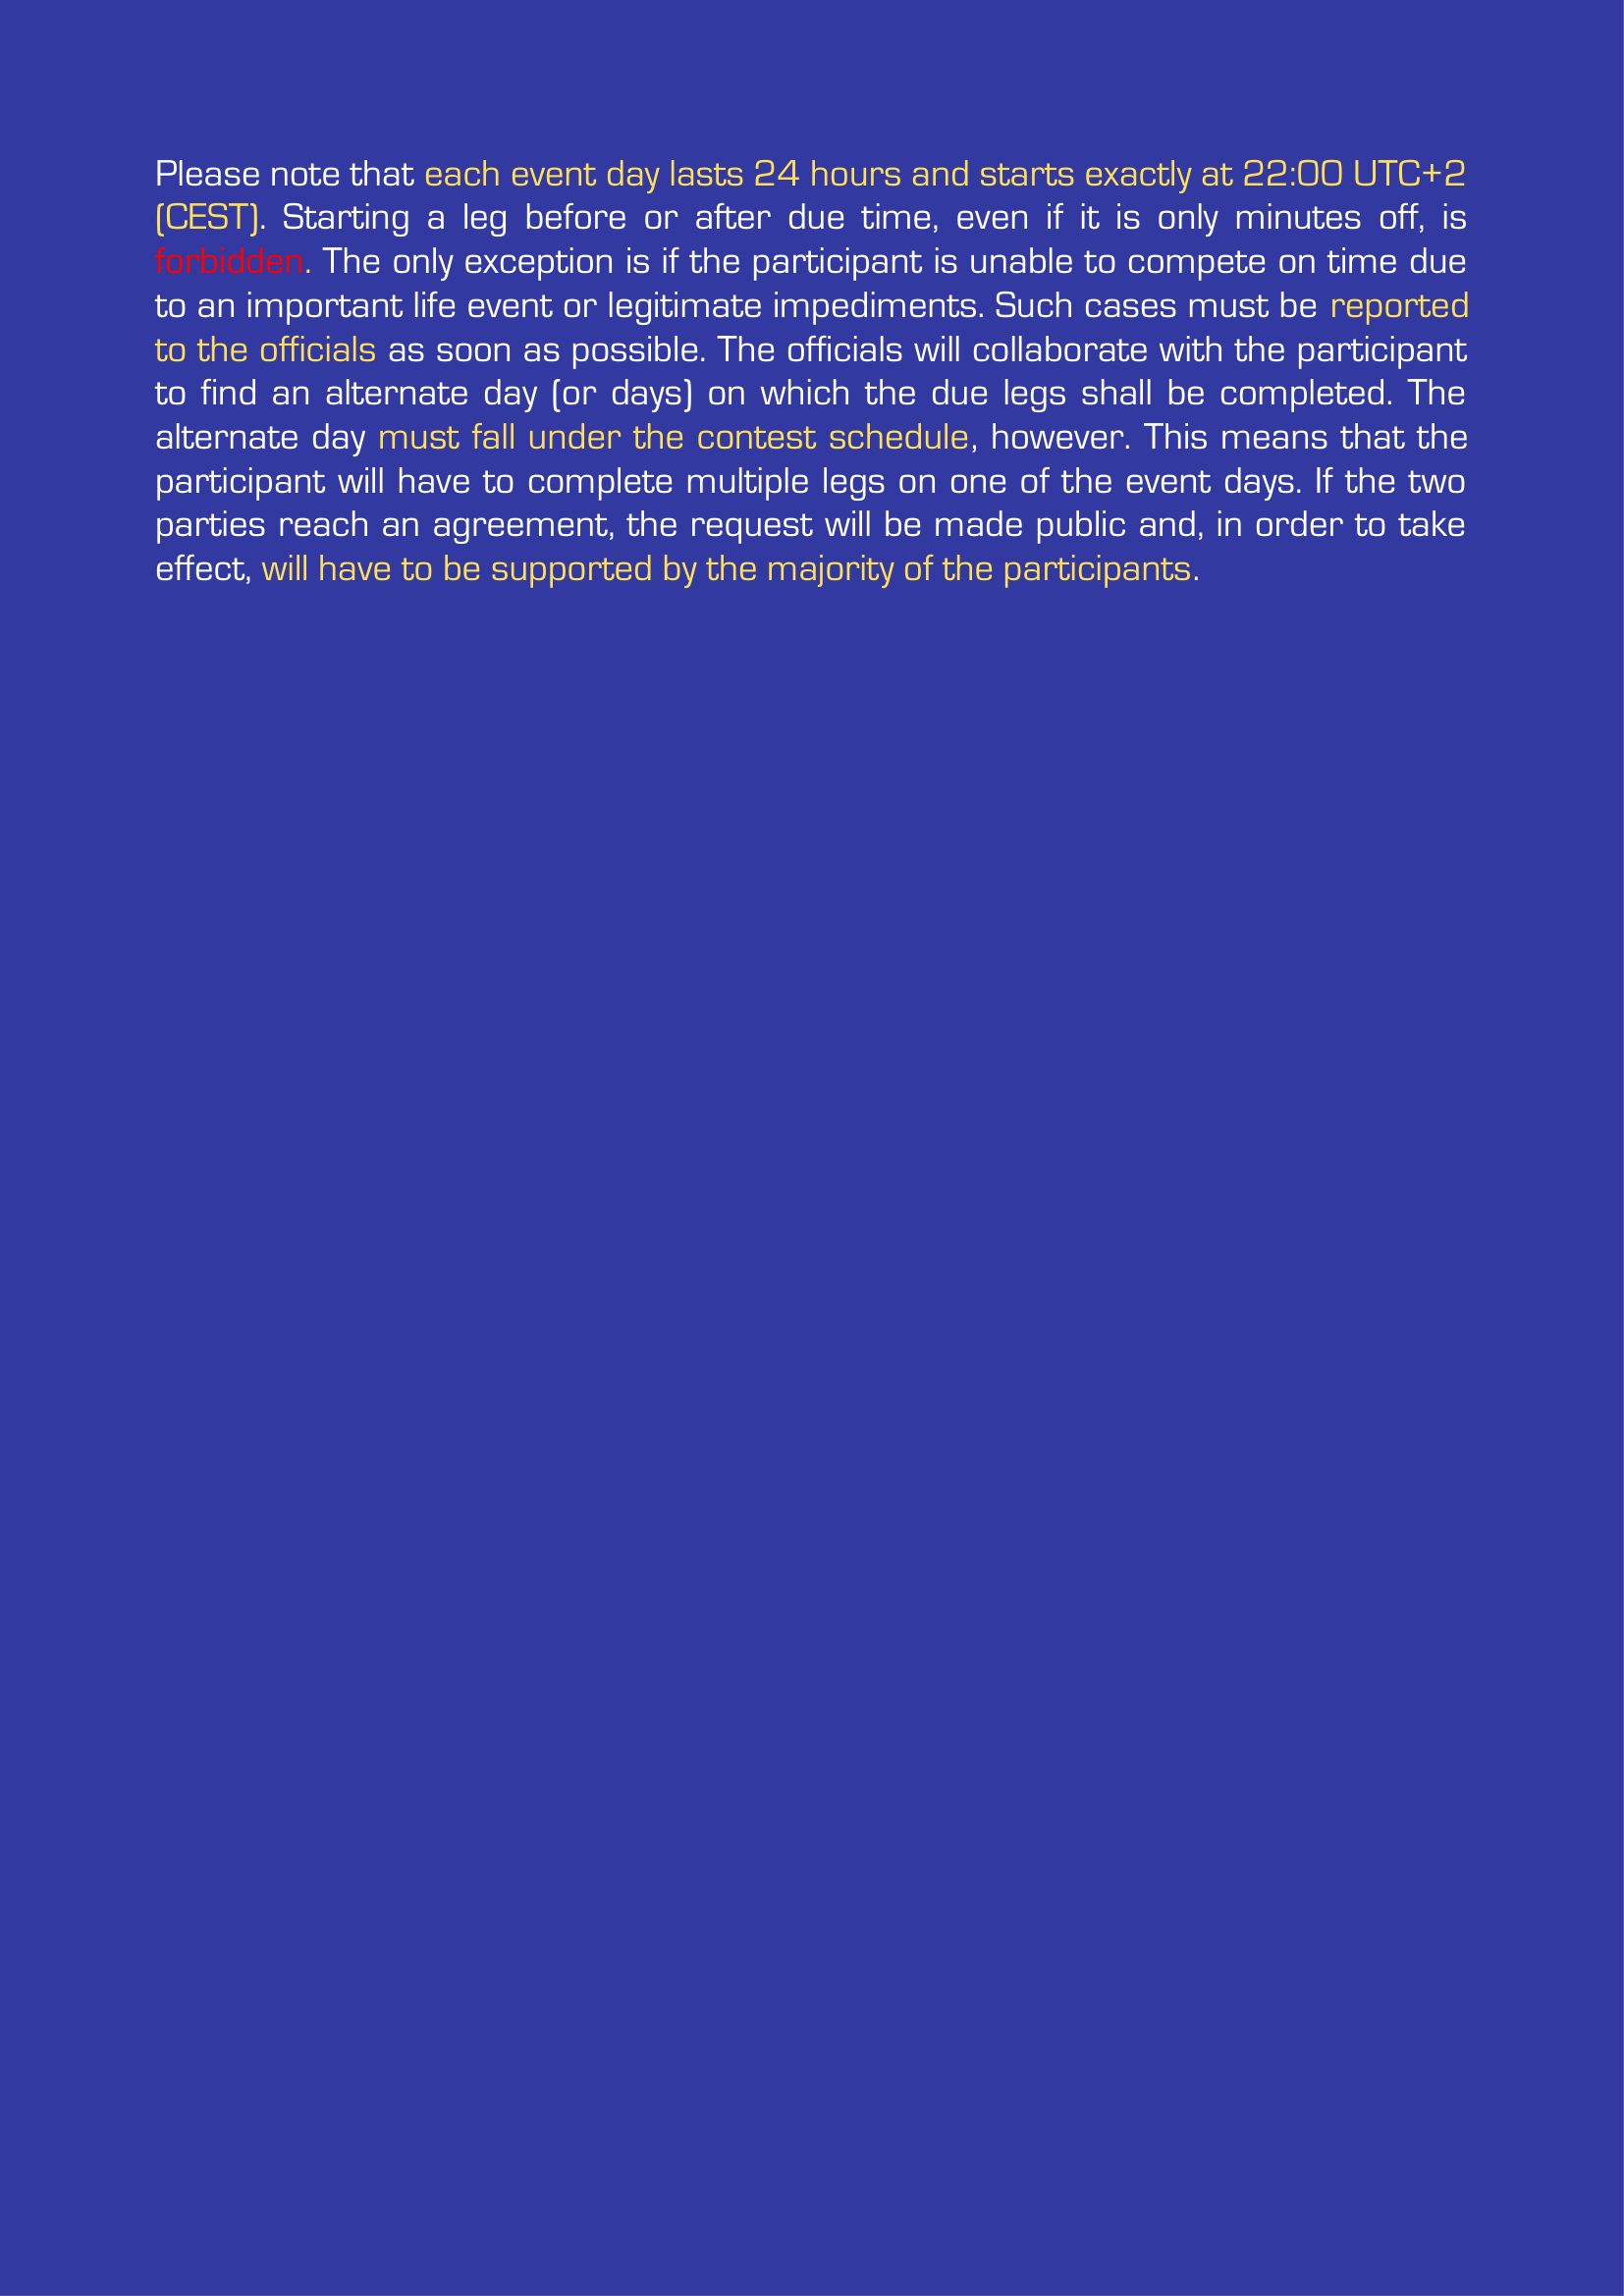 Please note that each event day lasts 24 hours and starts exactly at 22:00 UTC+2
(CEST). Starting a leg before or after due time, even if it is only minutes off, is
forbidden. The only exception is if the participant is unable to compete on time due
to an important life event or legitimate impediments. Such cases must be reported
to the officials as soon as possible. The officials will collaborate with the participant
to find an alternate day (or days) on which the due legs shall be completed. The
alternate day must fall under the contest schedule, however. This means that the
participant will have to complete multiple legs on one of the event days. If the two
parties reach an agreement, the request will be made public and, in order to take
effect, will have to be supported by the majority of the participants.